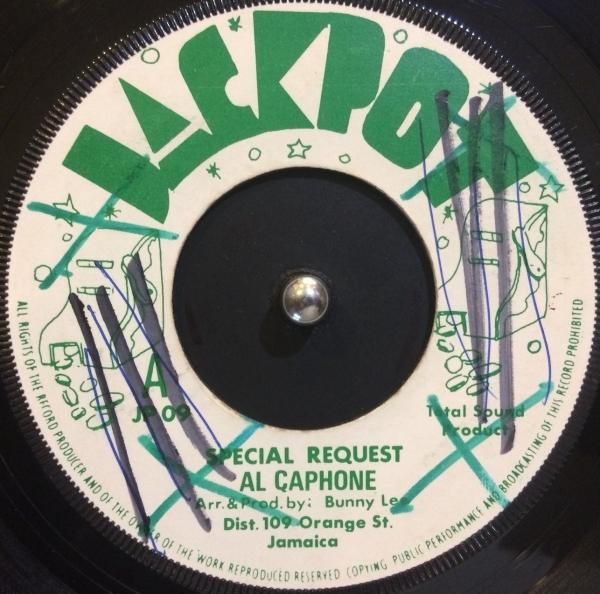 JACKPOT
A
JP 09
Total Sound
Product
SPECIAL REQUEST
AL CAPHONE
Arr. & Prod. by: Bunny Lee
Dist. 109 Orange St.
Jamaica
ALL RIGHTS OF THE RECORD PRODUCER AND OF THE OWNER OF THE WORK REPRODUCED RESERVED COPYING PUBLIC PERFORMANCE AND BROADCASTING OF THIS RECORD PROHIBITED